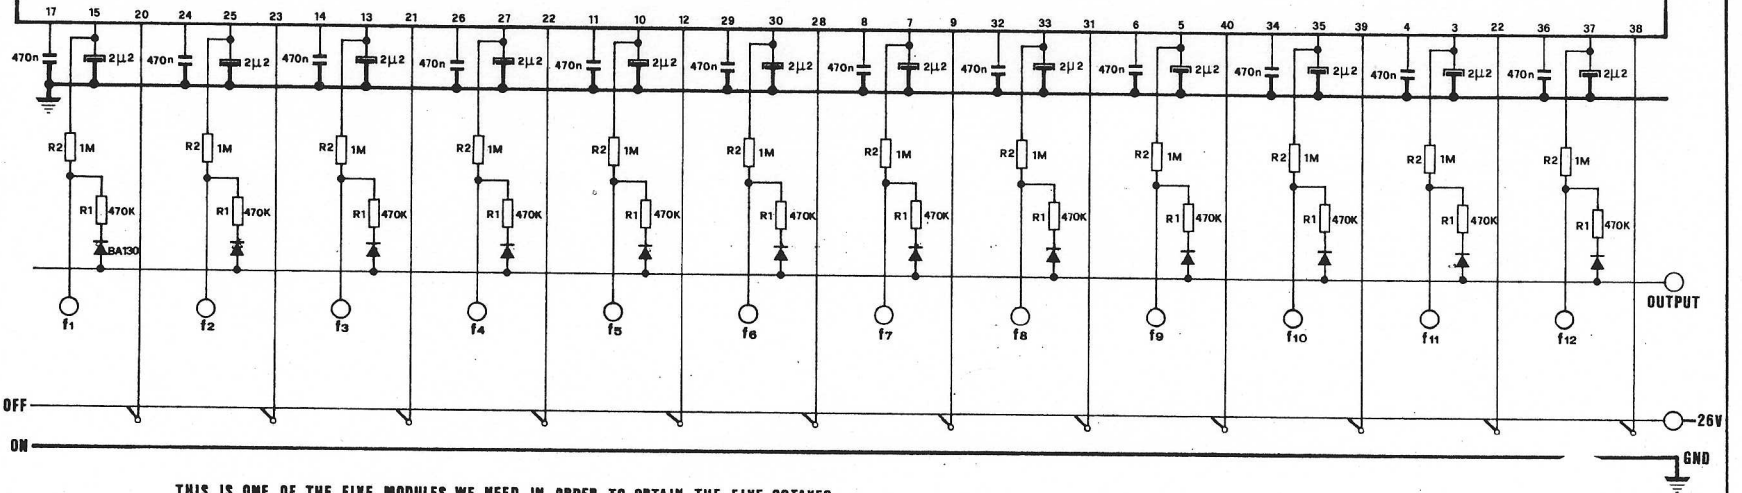 17 15 20 24 25 23 14 13 21 26 27 22 11 10 12 29 30 28 8 7 9 32 33 31 6 5 40 34 35 39 4 3 22 36 37 38
470n 2µ2 470n 2µ2 470n 2µ2 470n 2µ2 470n 2µ2 470n 2µ2 470n 2µ2 470n 2µ2 470n 2µ2 470n 2µ2 470n 2µ2 470n 2µ2
R2 1M R2 1M R2 1M R2 1M R2 1M R2 1M R2 1M R2 1M R2 1M R2 1M R2 1M R2 1M
R1 470K R1 470K R1 470K R1 470K R1 470K R1 470K R1 470K R1 470K R1 470K R1 470K R1 470K R1 470K
BA130
OUTPUT
f1 f2 f3 f4 f5 f6 f7 f8 f9 f10 f11 f12
OFF
-26V
ON
GND
THIS IS ONE OF THE FIVE MODULES WE NEED IN ORDER TO OBTAIN THE FIVE OCTAVES